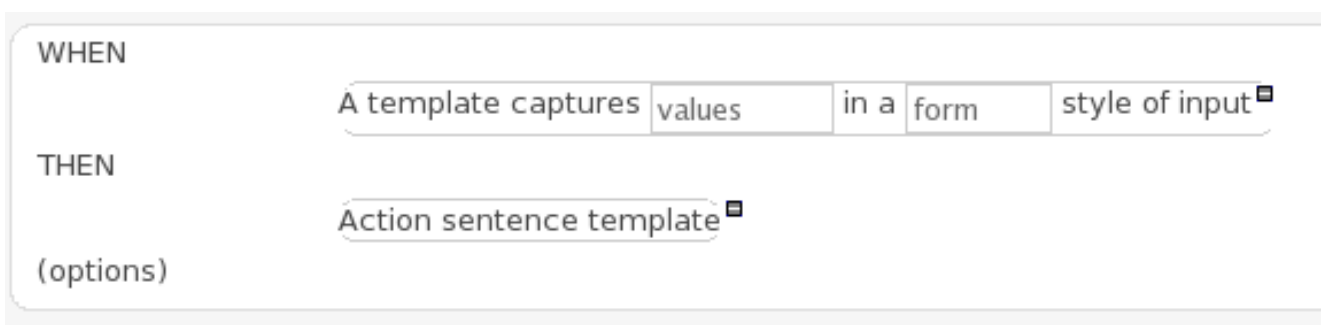 WHEN
A template captures values in a form style of input
THEN
Action sentence template
(options)